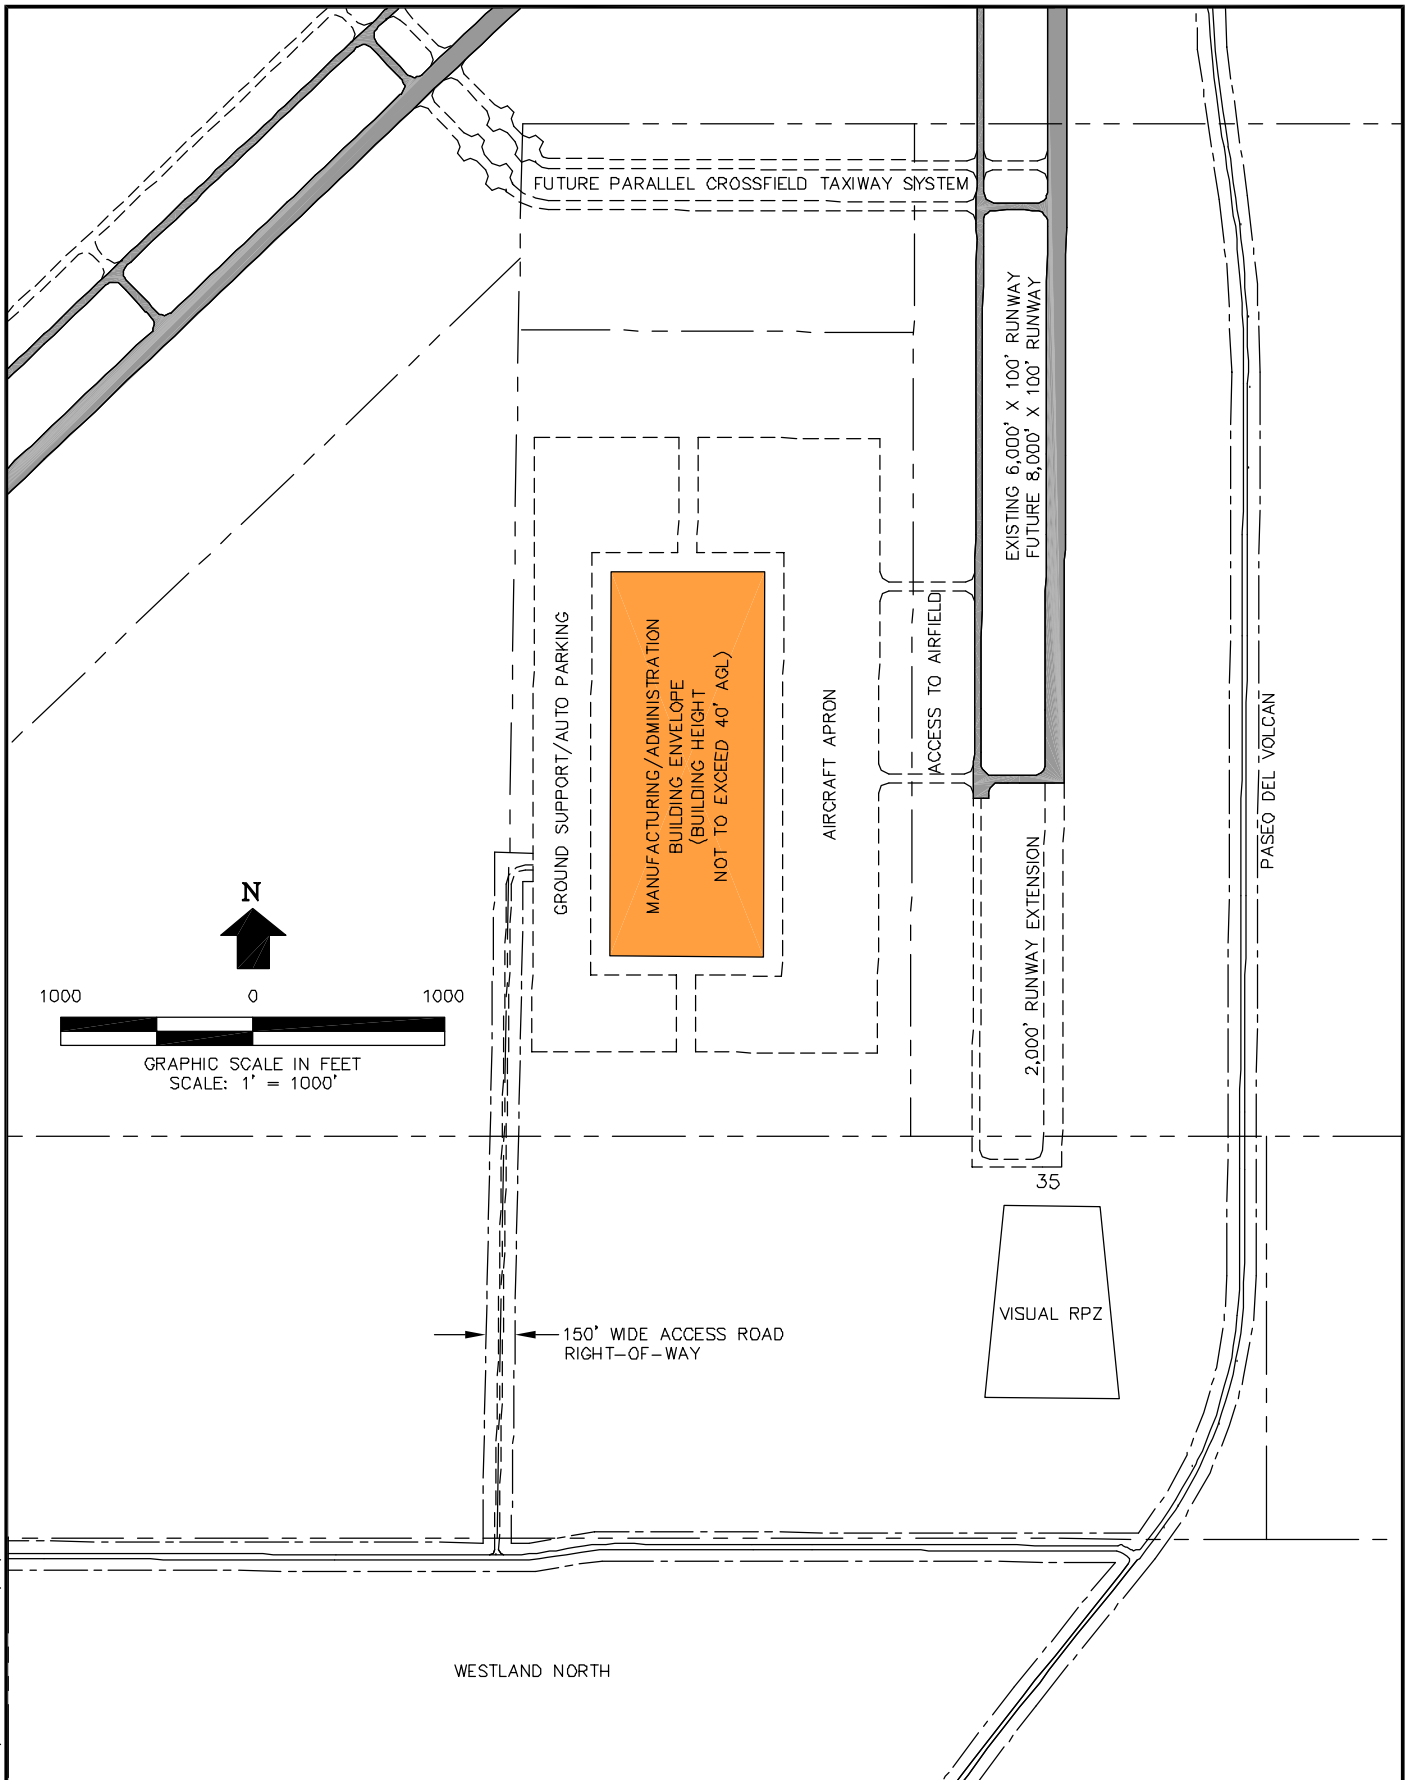 FUTURE PARALLEL CROSSFIELD TAXIWAY SYSTEM
EXISTING 6,000' X 100' RUNWAY
FUTURE 8,000' X 100' RUNWAY
GROUND SUPPORT/AUTO PARKING
MANUFACTURING/ADMINISTRATION
BUILDING ENVELOPE
(BUILDING HEIGHT
NOT TO EXCEED 40' AGL)
AIRCRAFT APRON
ACCESS TO AIRFIELD
PASEO DEL VOLCAN
2,000' RUNWAY EXTENSION
N
1000 0 1000
GRAPHIC SCALE IN FEET
SCALE: 1' = 1000'
35
VISUAL RPZ
150' WIDE ACCESS ROAD
RIGHT-OF-WAY
WESTLAND NORTH